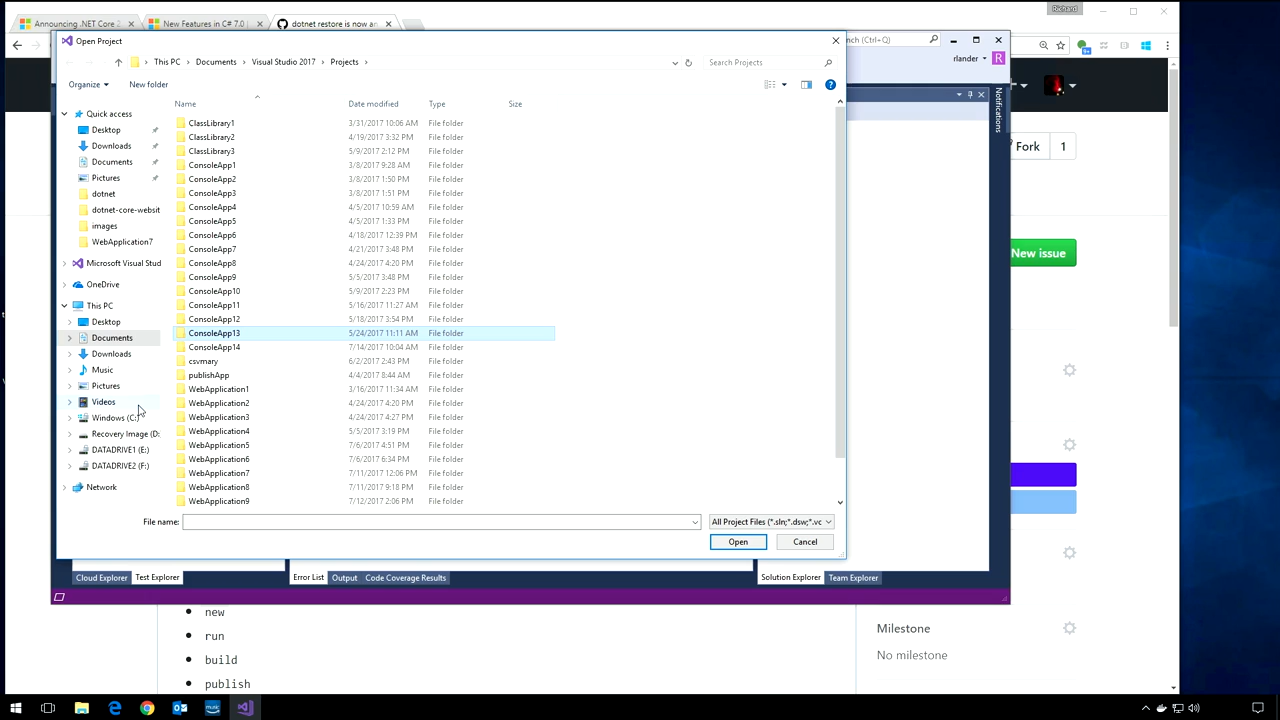 Richard
Announcing .NET Core 2
New Features in C# 7.0 |
dotnet restore is now an
Open Project
nch (Ctrl+Q)
This PC
Documents
Visual Studio 2017
Projects
Search Projects
rlander
R
Organize
New folder
Name
Date modified
Type
Size
Notifications
Quick access
Desktop
Downloads
Documents
Pictures
dotnet
dotnet-core-websit
images
WebApplication7
Microsoft Visual Stud
OneDrive
This PC
Desktop
Documents
Downloads
Music
Pictures
Videos
Windows (C:)
Recovery Image (D:
DATADRIVE1 (E:)
DATADRIVE2 (F:)
Network
ClassLibrary1 3/31/2017 10:06 AM File folder
ClassLibrary2 4/19/2017 3:32 PM File folder
ClassLibrary3 5/9/2017 2:12 PM File folder
ConsoleApp1 3/8/2017 9:28 AM File folder
ConsoleApp2 3/8/2017 1:50 PM File folder
ConsoleApp3 3/8/2017 1:51 PM File folder
ConsoleApp4 4/5/2017 10:59 AM File folder
ConsoleApp5 4/5/2017 1:33 PM File folder
ConsoleApp6 4/18/2017 12:39 PM File folder
ConsoleApp7 4/21/2017 3:48 PM File folder
ConsoleApp8 4/24/2017 4:20 PM File folder
ConsoleApp9 5/5/2017 3:48 PM File folder
ConsoleApp10 5/9/2017 2:23 PM File folder
ConsoleApp11 5/16/2017 11:27 AM File folder
ConsoleApp12 5/18/2017 3:54 PM File folder
ConsoleApp13 5/24/2017 11:11 AM File folder
ConsoleApp14 7/14/2017 10:04 AM File folder
csvmary 6/2/2017 2:43 PM File folder
publishApp 4/4/2017 8:44 AM File folder
WebApplication1 3/16/2017 11:34 AM File folder
WebApplication2 4/24/2017 4:20 PM File folder
WebApplication3 4/24/2017 4:27 PM File folder
WebApplication4 5/5/2017 3:19 PM File folder
WebApplication5 7/6/2017 4:51 PM File folder
WebApplication6 7/6/2017 6:34 PM File folder
WebApplication7 7/11/2017 12:06 PM File folder
WebApplication8 7/11/2017 9:18 PM File folder
WebApplication9 7/12/2017 2:06 PM File folder
File name:
All Project Files (*.sln;*.dsw;*.vc
Open
Cancel
Fork 1
New issue
Cloud Explorer
Test Explorer
Error List
Output
Code Coverage Results
Solution Explorer
Team Explorer
• new
• run
• build
• publish
Milestone
No milestone
music